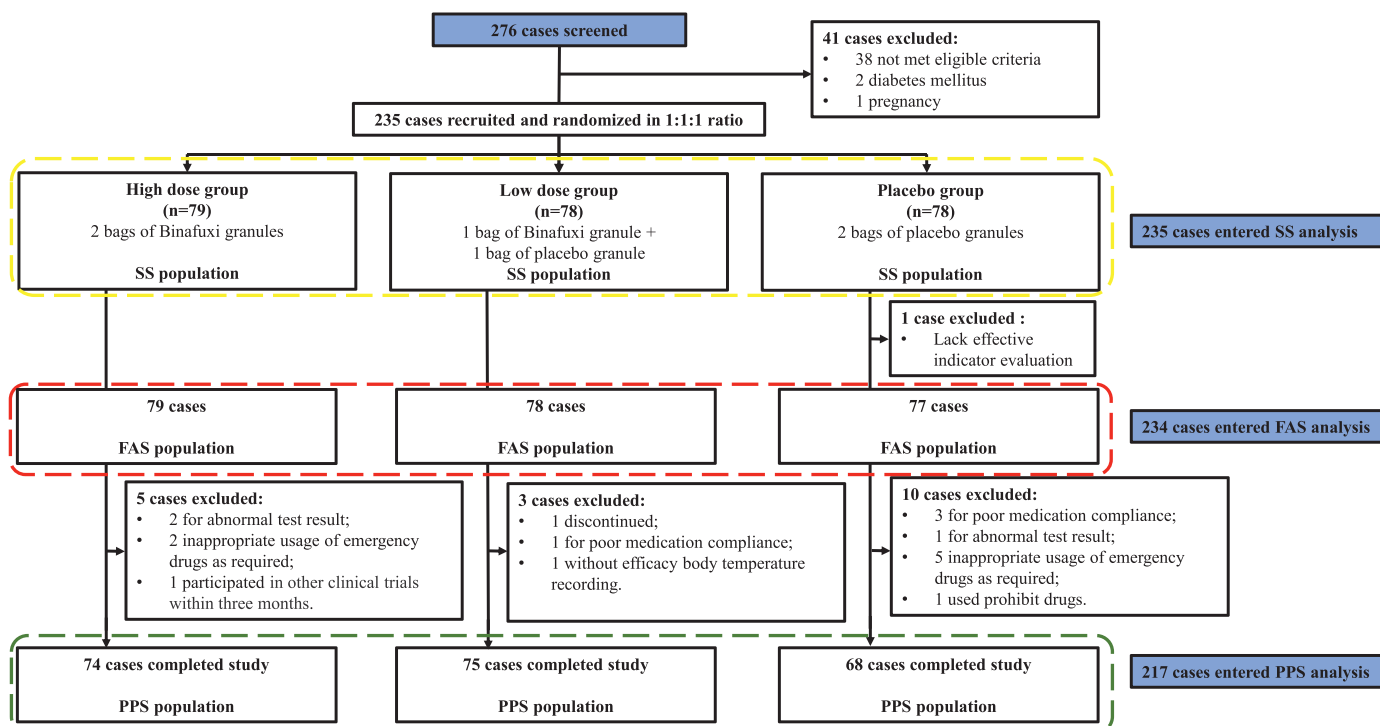 276 cases screened
41 cases excluded:
• 38 not met eligible criteria
• 2 diabetes mellitus
• 1 pregnancy
235 cases recruited and randomized in 1:1:1 ratio
High dose group
(n=79)
2 bags of Binafuxi granules
SS population
Low dose group
(n=78)
1 bag of Binafuxi granule +
1 bag of placebo granule
SS population
Placebo group
(n=78)
2 bags of placebo granules
SS population
235 cases entered SS analysis
1 case excluded :
• Lack effective
indicator evaluation
79 cases
FAS population
78 cases
FAS population
77 cases
FAS population
234 cases entered FAS analysis
5 cases excluded:
• 2 for abnormal test result;
• 2 inappropriate usage of emergency
drugs as required;
• 1 participated in other clinical trials
within three months.
3 cases excluded:
• 1 discontinued;
• 1 for poor medication compliance;
• 1 without efficacy body temperature
recording.
10 cases excluded:
• 3 for poor medication compliance;
• 1 for abnormal test result;
• 5 inappropriate usage of emergency
drugs as required;
• 1 used prohibit drugs.
74 cases completed study
PPS population
75 cases completed study
PPS population
68 cases completed study
PPS population
217 cases entered PPS analysis